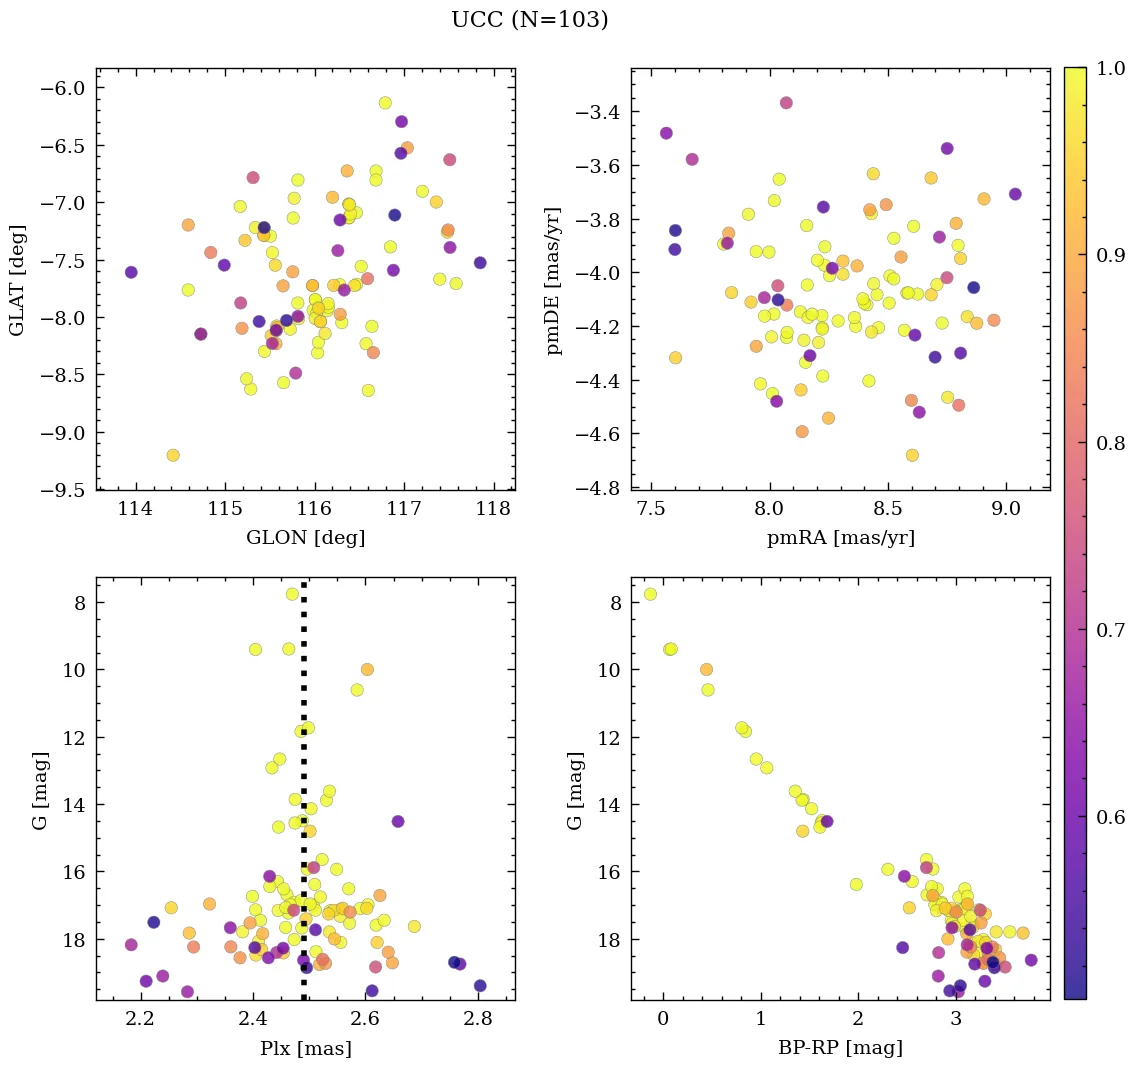 UCC (N=103)
−6.0
−6.5
−7.0
−7.5
−8.0
−8.5
−9.0
−9.5
GLAT [deg]
114 115 116 117 118
GLON [deg]
−3.4
−3.6
−3.8
−4.0
−4.2
−4.4
−4.6
−4.8
pmDE [mas/yr]
7.5 8.0 8.5 9.0
pmRA [mas/yr]
8
10
12
14
16
18
G [mag]
2.2 2.4 2.6 2.8
Plx [mas]
8
10
12
14
16
18
G [mag]
0 1 2 3
BP-RP [mag]
1.0
0.9
0.8
0.7
0.6